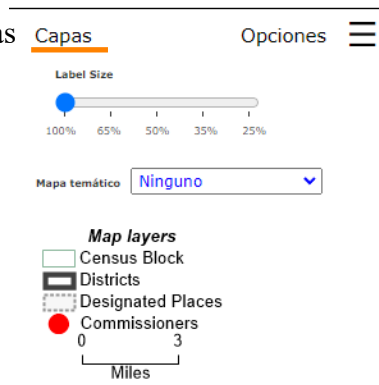 as Capas Opciones
Label Size
100% 65% 50% 35% 25%
Mapa temático Ninguno
Map layers
Census Block
Districts
Designated Places
Commissioners
0 3
Miles